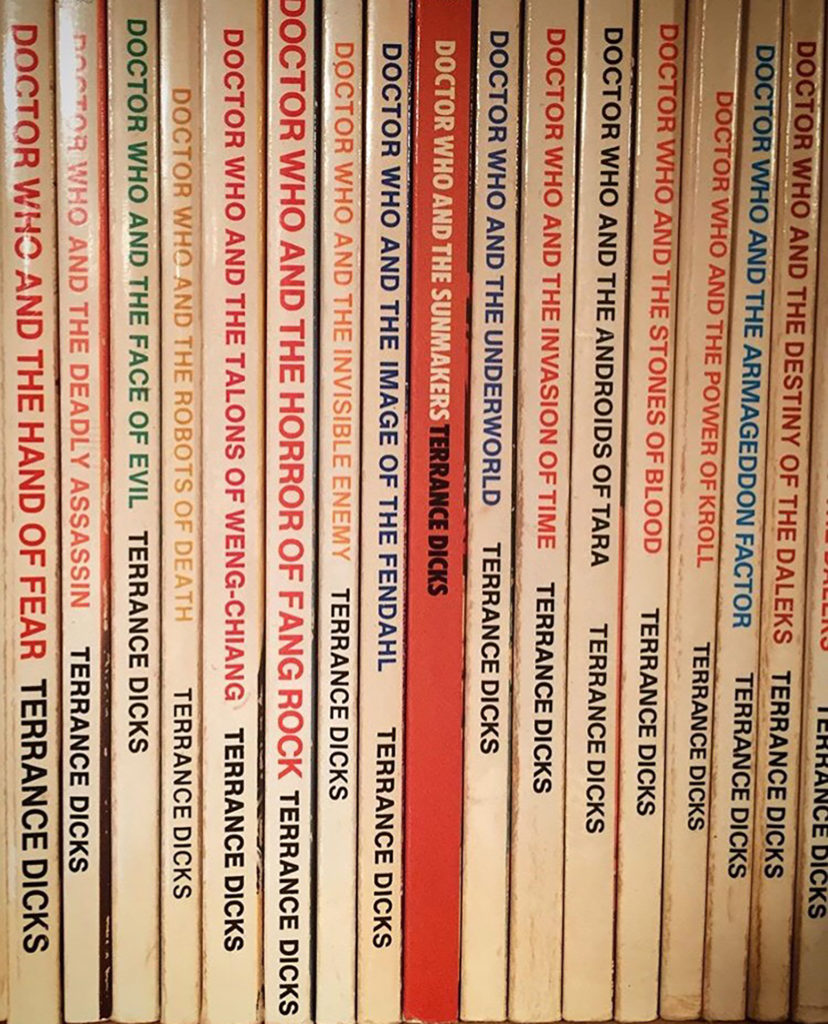 DOCTOR WHO AND THE HAND OF FEAR TERRANCE DICKS
DOCTOR WHO AND THE DEADLY ASSASSIN TERRANCE DICKS
DOCTOR WHO AND THE FACE OF EVIL TERRANCE DICKS
DOCTOR WHO AND THE ROBOTS OF DEATH TERRANCE DICKS
DOCTOR WHO AND THE TALONS OF WENG-CHIANG TERRANCE DICKS
DOCTOR WHO AND THE HORROR OF FANG ROCK TERRANCE DICKS
DOCTOR WHO AND THE INVISIBLE ENEMY TERRANCE DICKS
DOCTOR WHO AND THE IMAGE OF THE FENDAHL TERRANCE DICKS
DOCTOR WHO AND THE SUNMAKERS TERRANCE DICKS
DOCTOR WHO AND THE UNDERWORLD TERRANCE DICKS
DOCTOR WHO AND THE INVASION OF TIME TERRANCE DICKS
DOCTOR WHO AND THE ANDROIDS OF TARA TERRANCE DICKS
DOCTOR WHO AND THE STONES OF BLOOD TERRANCE DICKS
DOCTOR WHO AND THE POWER OF KROLL TERRANCE DICKS
DOCTOR WHO AND THE ARMAGEDDON FACTOR TERRANCE DICKS
DOCTOR WHO AND THE DESTINY OF THE DALEKS TERRANCE DICKS
TERRANCE DICKS